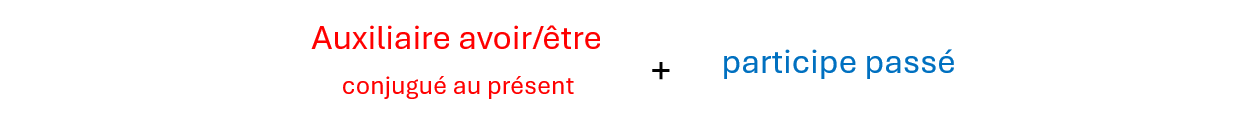 Auxiliaire avoir/être
conjugué au présent
+
participe passé